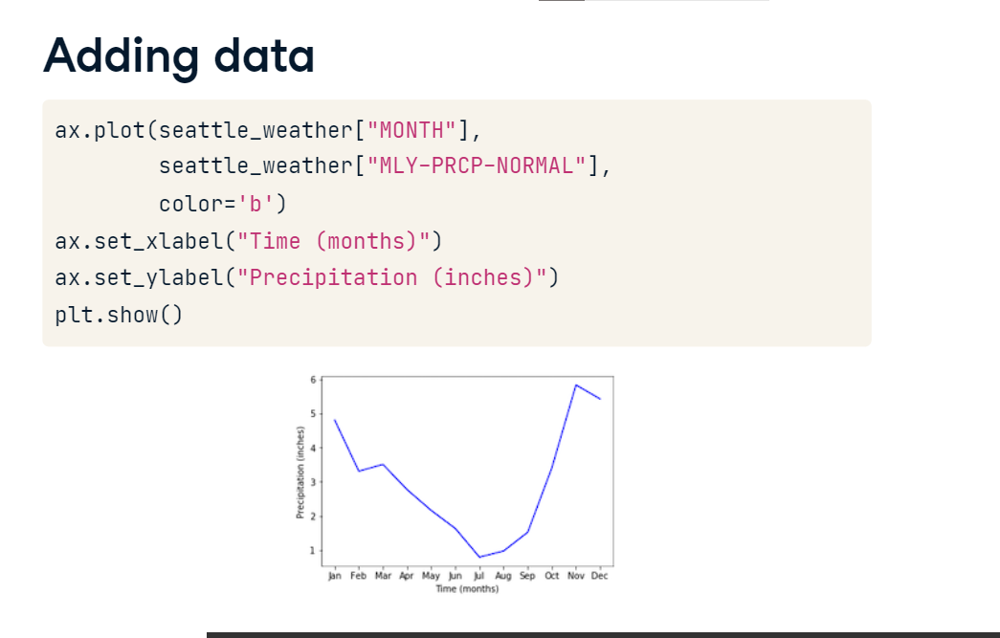 Adding data
ax.plot(seattle_weather["MONTH"],
seattle_weather["MLY-PRCP-NORMAL"],
color='b')
ax.set_xlabel("Time (months)")
ax.set_ylabel("Precipitation (inches)")
plt.show()
6
5
4
3
2
1
Precipitation (inches)
Jan Feb Mar Apr May Jun Jul Aug Sep Oct Nov Dec
Time (months)